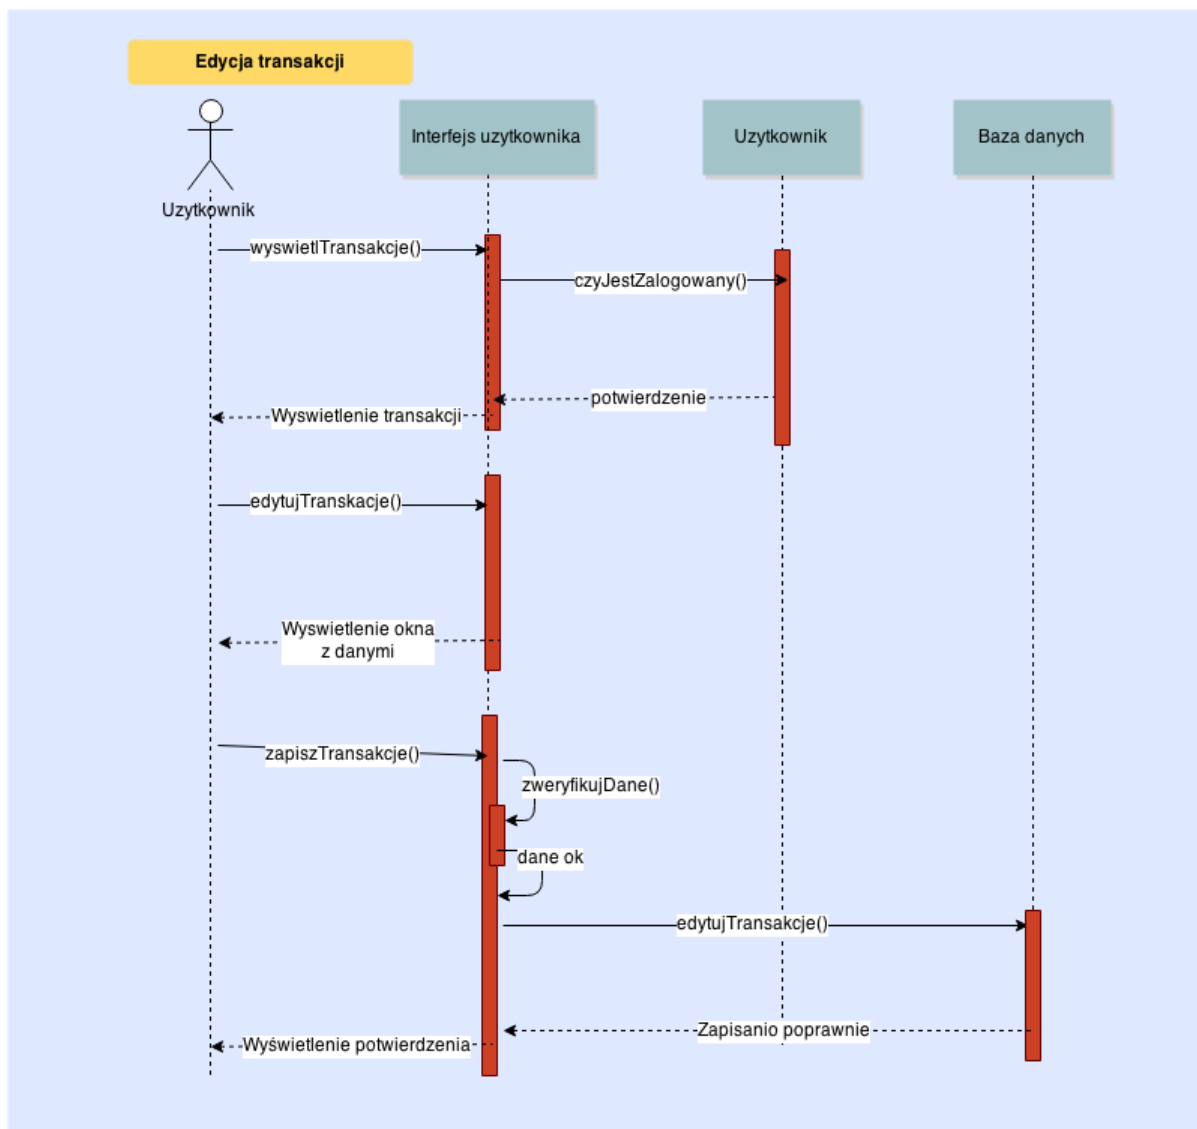 Edycja transakcji
Interfejs uzytkownika
Uzytkownik
Baza danych
Uzytkownik
wyswietlTransakcje()
czyJestZalogowany()
potwierdzenie
Wyswietlenie transakcji
edytujTranskacje()
Wyswietlenie okna
z danymi
zapiszTransakcje()
zweryfikujDane()
dane ok
edytujTransakcje()
Zapisanio poprawnie
Wyświetlenie potwierdzenia